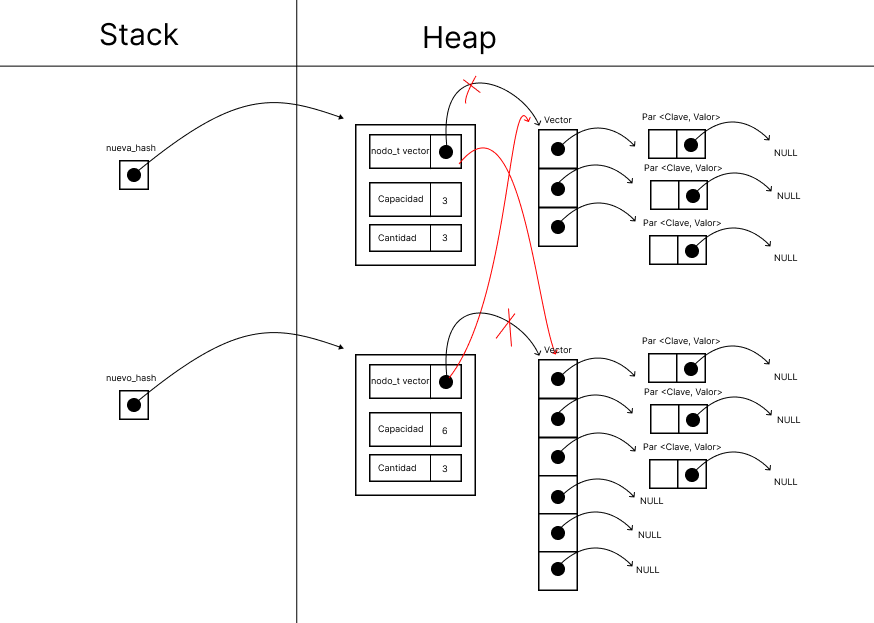 Stack
Heap
nueva_hash
nodo_t vector
Capacidad
3
Cantidad
3
Vector
Par <Clave, Valor>
NULL
Par <Clave, Valor>
NULL
Par <Clave, Valor>
NULL
nuevo_hash
nodo_t vector
Capacidad
6
Cantidad
3
Vector
Par <Clave, Valor>
NULL
Par <Clave, Valor>
NULL
Par <Clave, Valor>
NULL
NULL
NULL
NULL